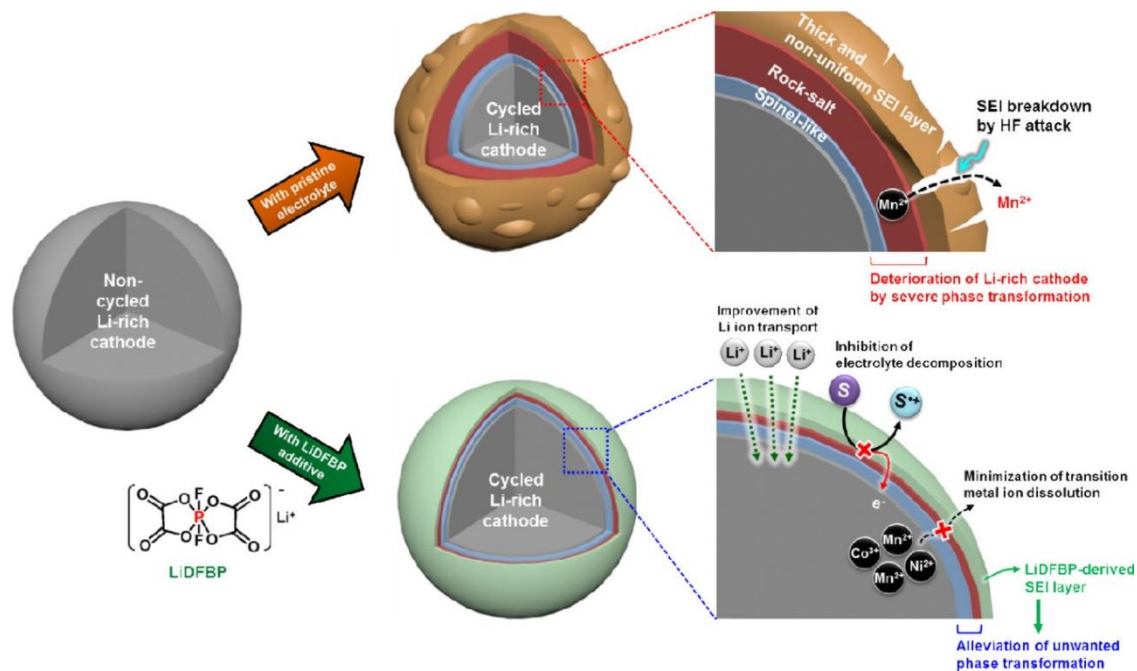 Non-
cycled
Li-rich
cathode
With pristine
electrolyte
Cycled
Li-rich
cathode
Thick and
non-uniform SEI layer
Rock-salt
Spinel-like
SEI breakdown
by HF attack
Mn²⁺
Mn²⁺
Deterioration of Li-rich cathode
by severe phase transformation
With LiDFBP
additive
O
O
O
O
F
P
F
O
O
O
O
-
Li⁺
LiDFBP
Cycled
Li-rich
cathode
Improvement of
Li ion transport
Li⁺ Li⁺ Li⁺
Inhibition of
electrolyte decomposition
S
S•⁺
e-
Minimization of transition
metal ion dissolution
Co³⁺
Mn²⁺
Mn²⁺
Ni²⁺
LiDFBP-derived
SEI layer
Alleviation of unwanted
phase transformation